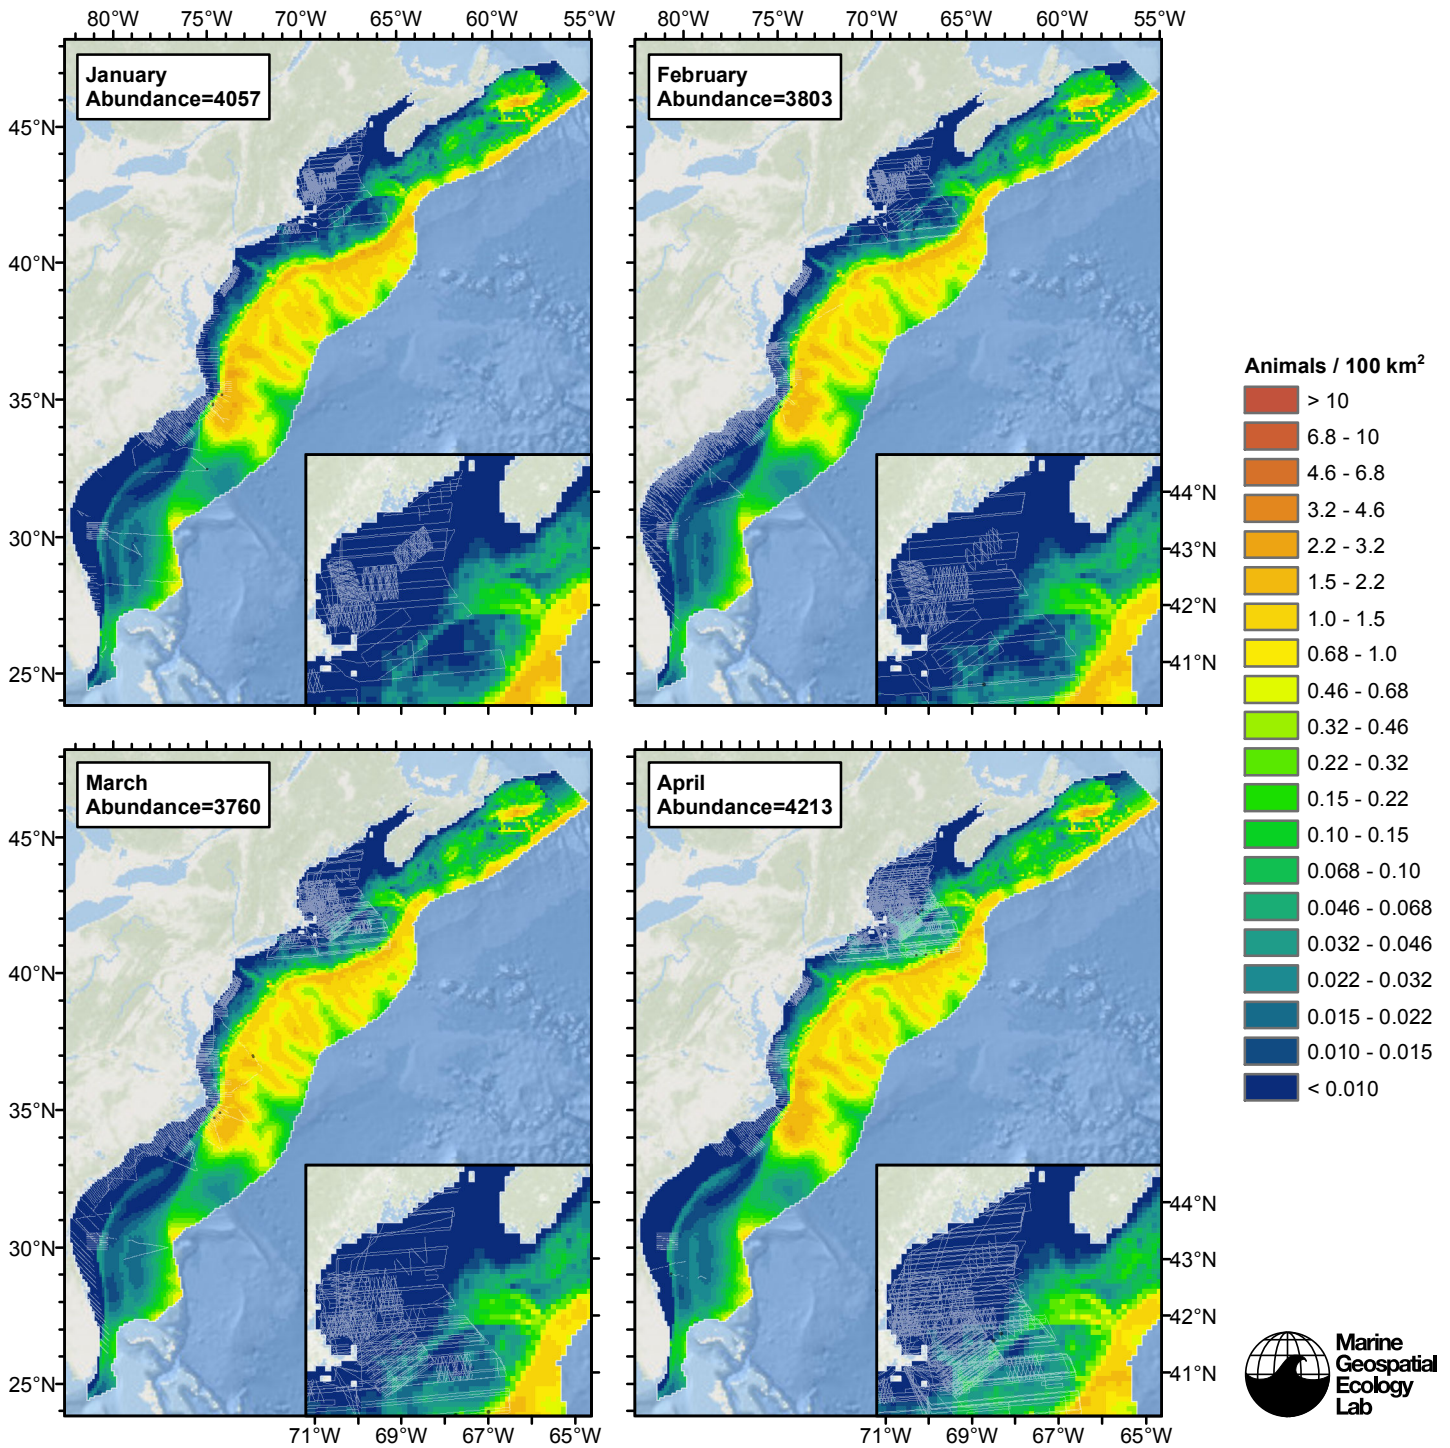 80°W 75°W 70°W 65°W 60°W 55°W 80°W 75°W 70°W 65°W 60°W 55°W
January
Abundance=4057
February
Abundance=3803
45°N
40°N
35°N
30°N
25°N
44°N
43°N
42°N
41°N
44°N
43°N
42°N
41°N
March
Abundance=3760
April
Abundance=4213
45°N
40°N
35°N
30°N
25°N
71°W 69°W 67°W 65°W 71°W 69°W 67°W 65°W
Animals / 100 km²
> 10
6.8 - 10
4.6 - 6.8
3.2 - 4.6
2.2 - 3.2
1.5 - 2.2
1.0 - 1.5
0.68 - 1.0
0.46 - 0.68
0.32 - 0.46
0.22 - 0.32
0.15 - 0.22
0.10 - 0.15
0.068 - 0.10
0.046 - 0.068
0.032 - 0.046
0.022 - 0.032
0.015 - 0.022
0.010 - 0.015
< 0.010
Marine
Geospatial
Ecology
Lab